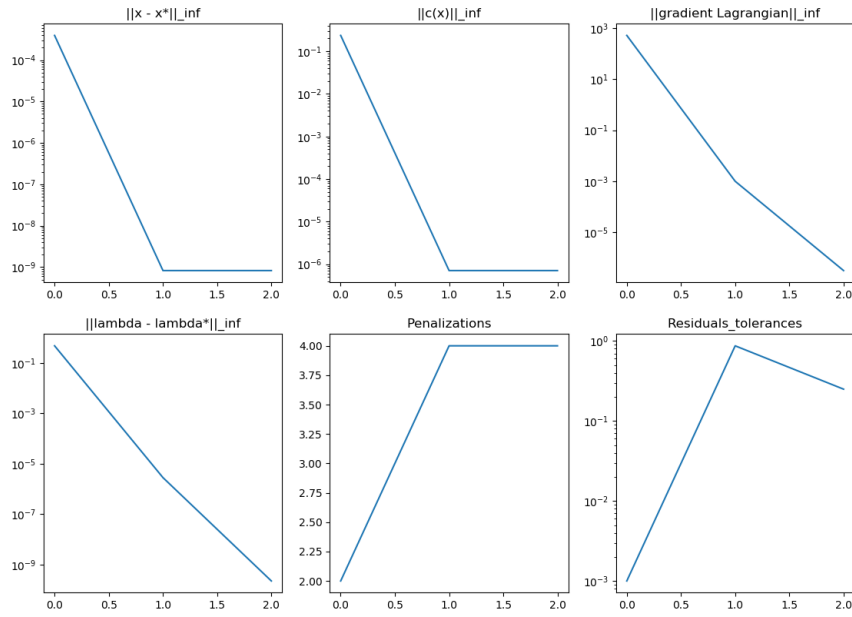 ||x - x*||_inf
||c(x)||_inf
||gradient Lagrangian||_inf
10^-4
10^-5
10^-6
10^-7
10^-8
10^-9
0.0 0.5 1.0 1.5 2.0
10^-1
10^-2
10^-3
10^-4
10^-5
10^-6
0.0 0.5 1.0 1.5 2.0
10^3
10^1
10^-1
10^-3
10^-5
0.0 0.5 1.0 1.5 2.0
||lambda - lambda*||_inf
Penalizations
Residuals_tolerances
10^-1
10^-3
10^-5
10^-7
10^-9
0.0 0.5 1.0 1.5 2.0
4.00
3.75
3.50
3.25
3.00
2.75
2.50
2.25
2.00
0.0 0.5 1.0 1.5 2.0
10^0
10^-1
10^-2
10^-3
0.0 0.5 1.0 1.5 2.0